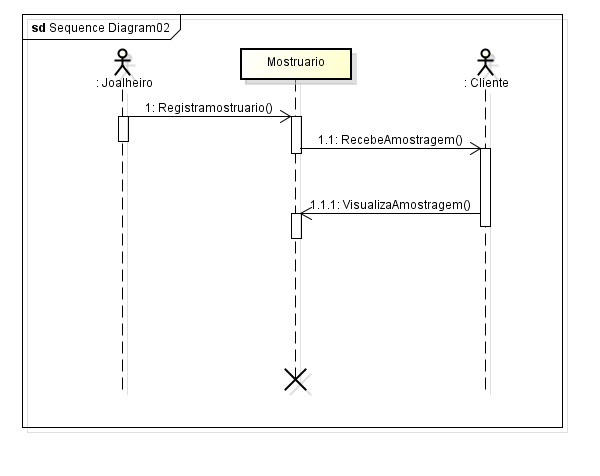 sd Sequence Diagram02
: Joalheiro
Mostruario
: Cliente
1: Registramostruario()
1.1: RecebeAmostragem()
1.1.1: VisualizaAmostragem()